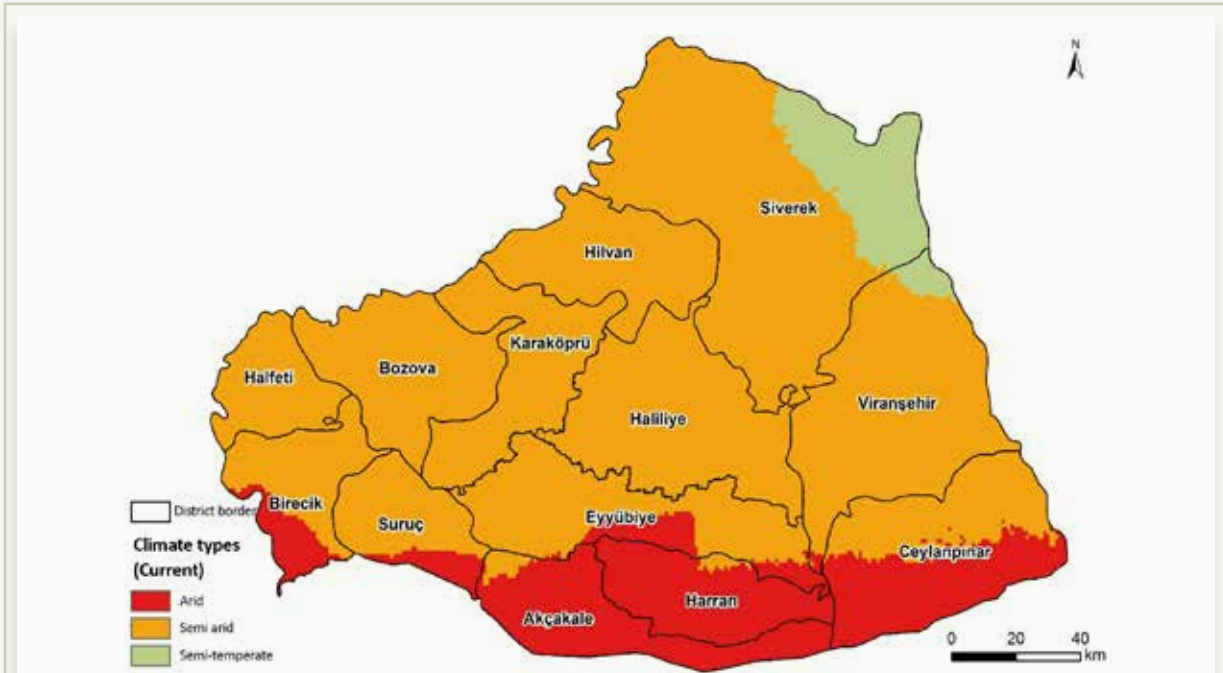 N
Siverek
Hilvan
Karaköprü
Bozova
Halfeti
Viranşehir
Haliliye
Birecik
Suruç
Eyyübiye
Ceylanpınar
Harran
Akçakale
District border
Climate types
(Current)
Arid
Semi arid
Semi-temperate
0 20 40
km